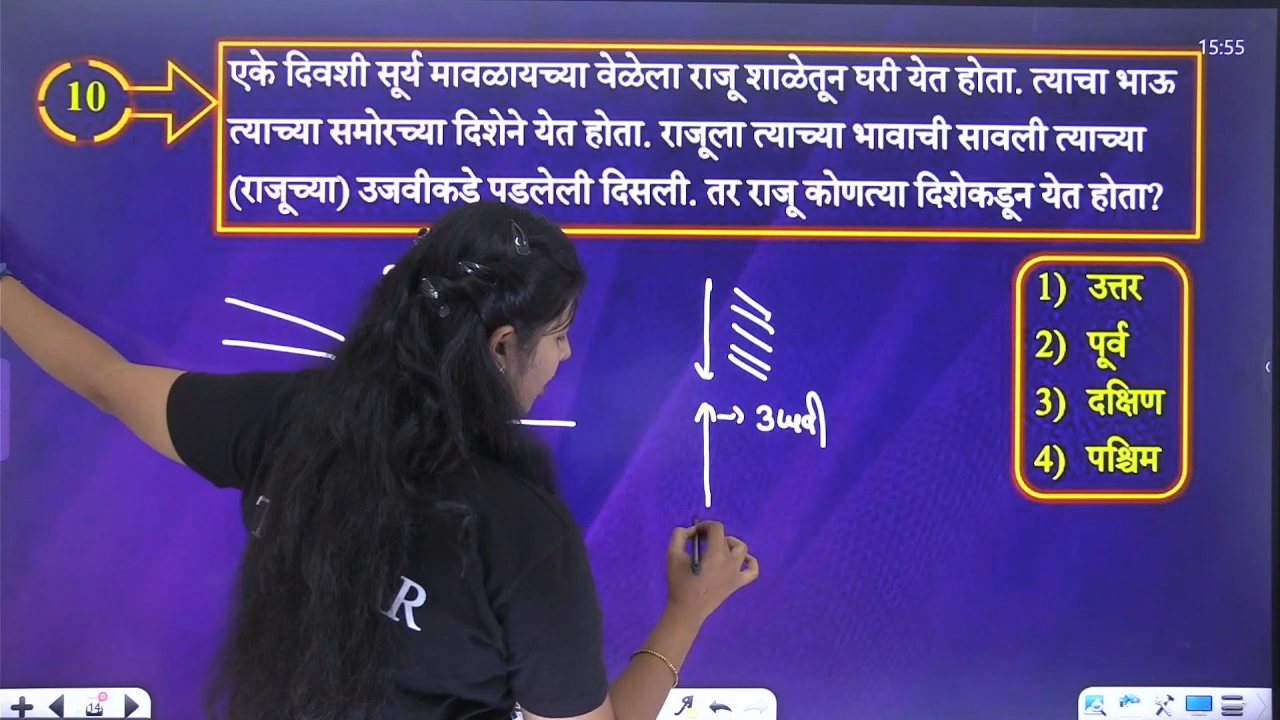 15:55
10
एके दिवशी सूर्य मावळायच्या वेळेला राजू शाळेतून घरी येत होता. त्याचा भाऊ
त्याच्या समोरच्या दिशेने येत होता. राजूला त्याच्या भावाची सावली त्याच्या
(राजूच्या) उजवीकडे पडलेली दिसली. तर राजू कोणत्या दिशेकडून येत होता?
1) उत्तर
2) पूर्व
3) दक्षिण
4) पश्चिम
उजवी
R
14